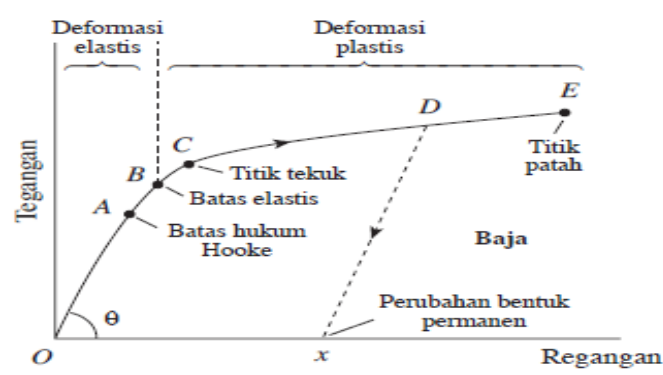 Deformasi
elastis
Deformasi
plastis
Tegangan
E
D
C
Titik tekuk
Titik
patah
B
Batas elastis
A
Batas hukum
Hooke
Baja
θ
Perubahan bentuk
permanen
O
x
Regangan